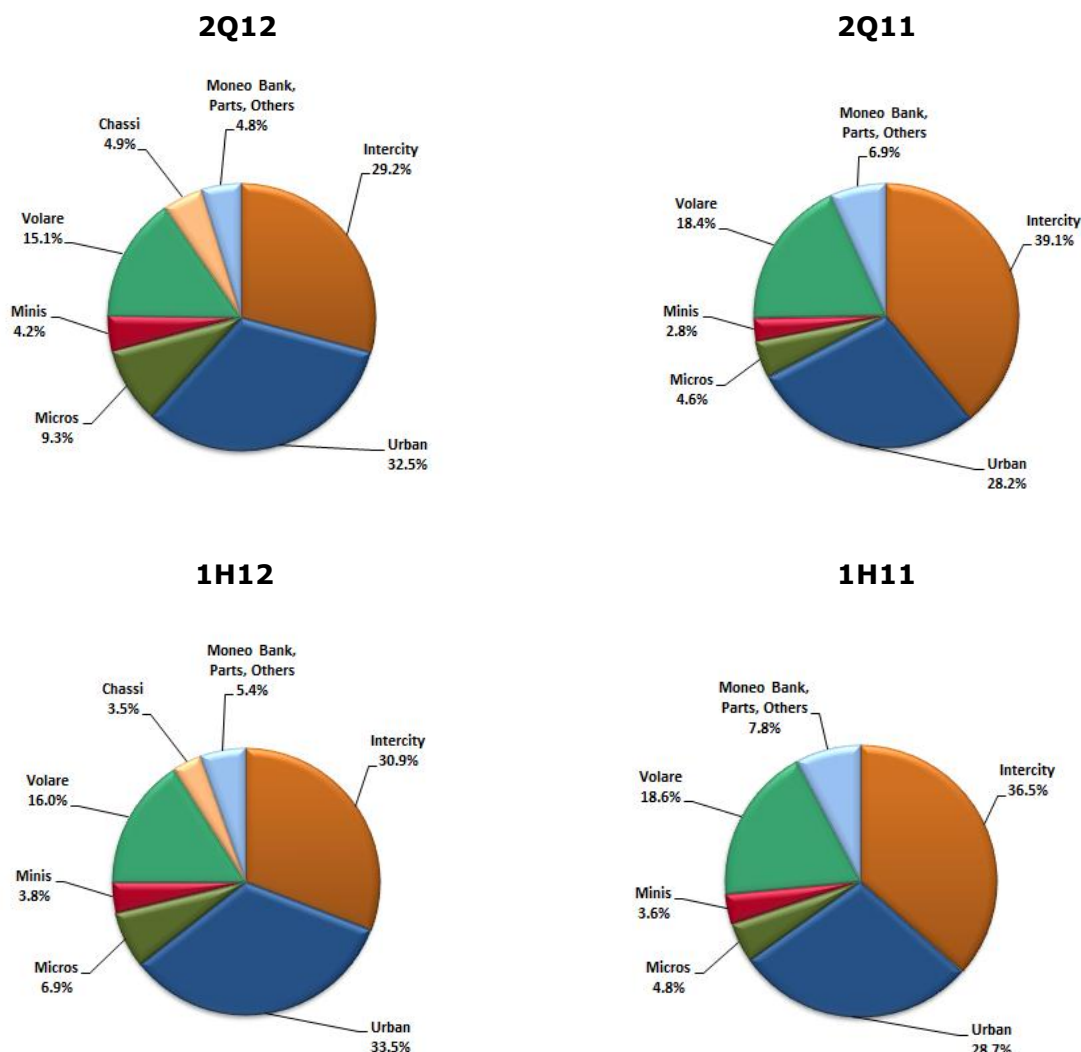 2Q12
2Q11
Moneo Bank,
Parts, Others
4.8%
Chassi
4.9%
Intercity
29.2%
Volare
15.1%
Minis
4.2%
Micros
9.3%
Urban
32.5%
Moneo Bank,
Parts, Others
6.9%
Volare
18.4%
Intercity
39.1%
Minis
2.8%
Micros
4.6%
Urban
28.2%
1H12
1H11
Moneo Bank,
Parts, Others
5.4%
Chassi
3.5%
Intercity
30.9%
Volare
16.0%
Minis
3.8%
Micros
6.9%
Urban
33.5%
Moneo Bank,
Parts, Others
7.8%
Intercity
36.5%
Volare
18.6%
Minis
3.6%
Micros
4.8%
Urban
28.7%